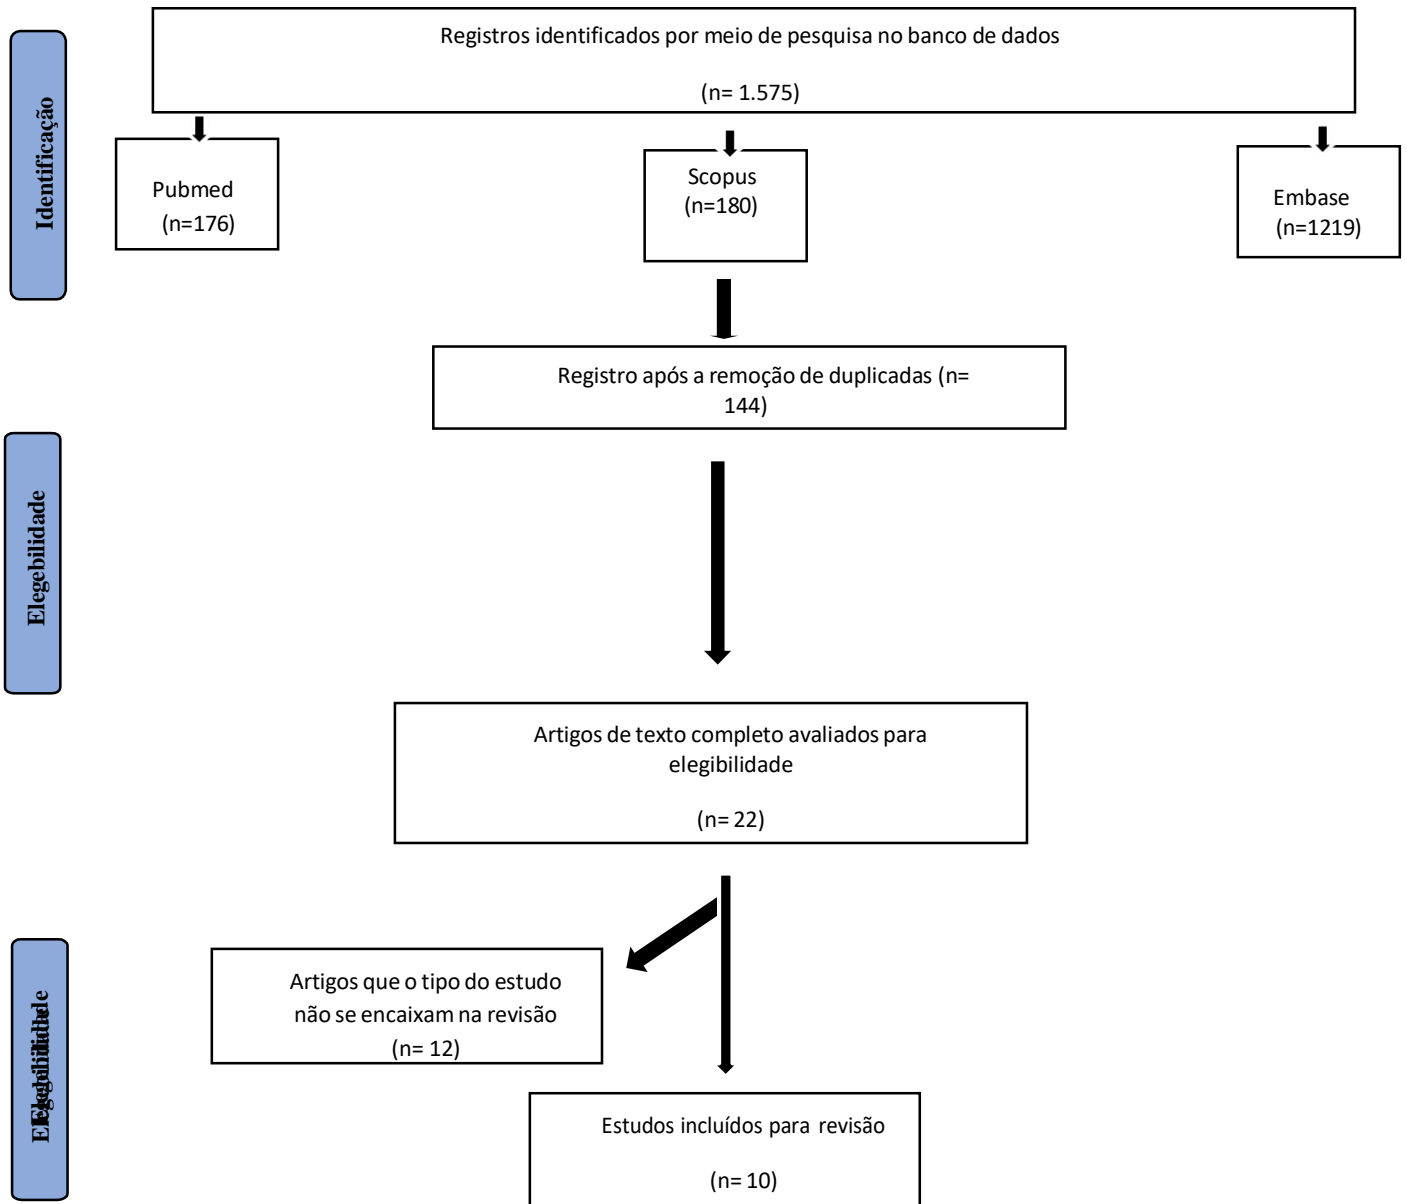 Registros identificados por meio de pesquisa no banco de dados
(n= 1.575)
Identificação
Pubmed
(n=176)
Scopus
(n=180)
Embase
(n=1219)
Registro após a remoção de duplicadas (n=
144)
Elegebilidade
Artigos de texto completo avaliados para
elegibilidade
(n= 22)
Artigos que o tipo do estudo
não se encaixam na revisão
(n= 12)
Estudos incluídos para revisão
(n= 10)